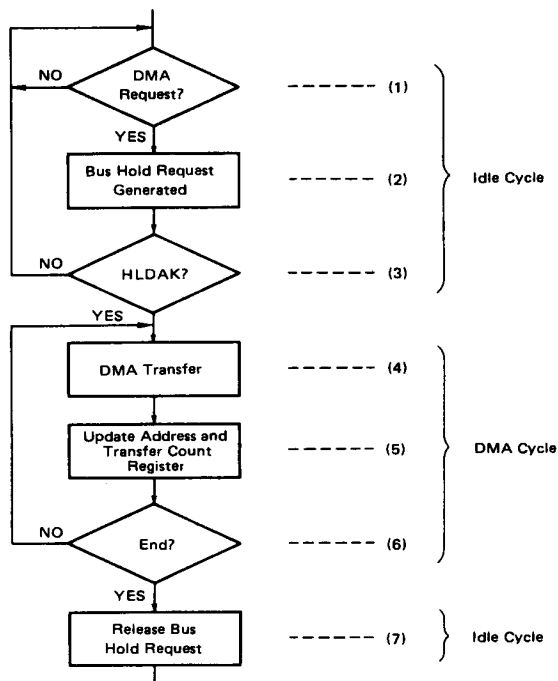 DMA
Request?
NO
YES
(1)
Bus Hold Request
Generated
(2)
Idle Cycle
HLDAK?
NO
YES
(3)
DMA Transfer
(4)
Update Address and
Transfer Count
Register
(5)
DMA Cycle
End?
NO
YES
(6)
Release Bus
Hold Request
(7)
Idle Cycle